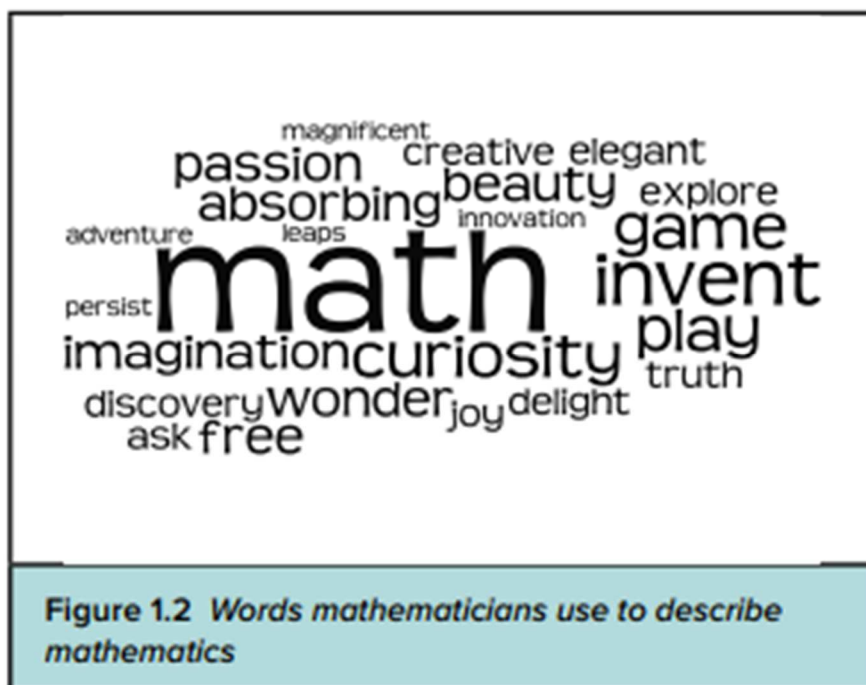 magnificent
passion creative elegant
absorbing beauty explore
adventure leaps innovation game
math invent
persist play
imagination curiosity truth
discovery wonder joy delight
ask free
Figure 1.2 Words mathematicians use to describe
mathematics